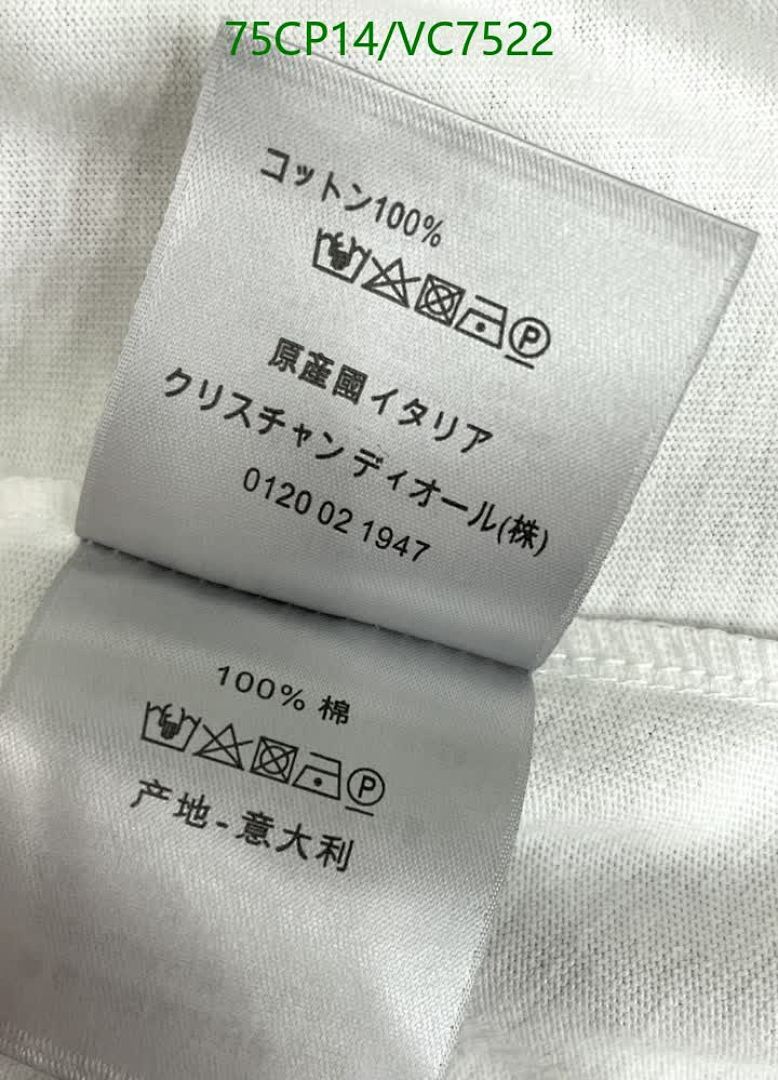 75CP14/VC7522
コットン100%
P
原産國イタリア
クリスチャン ディオール(株)
0120 02 1947
100% 棉
P
产地-意大利